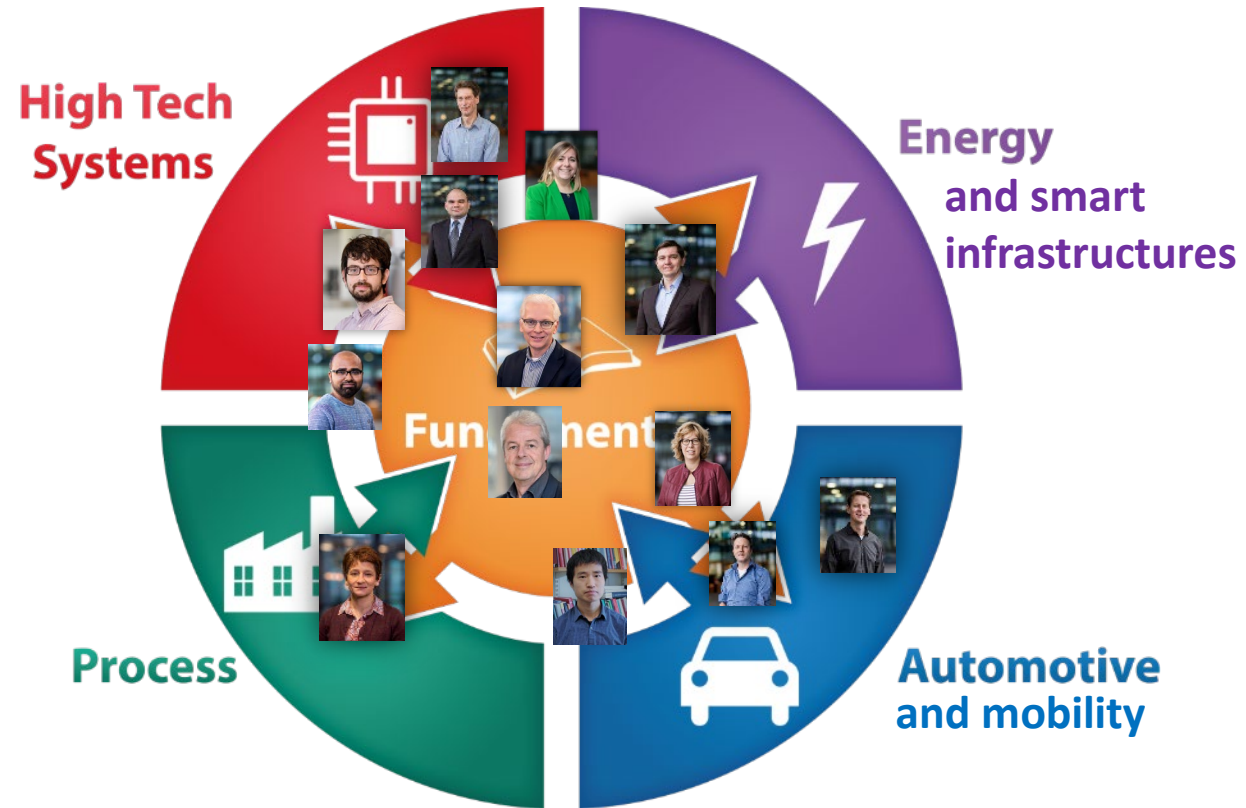 High Tech
Systems
Energy
and smart
infrastructures
Process
Automotive
and mobility